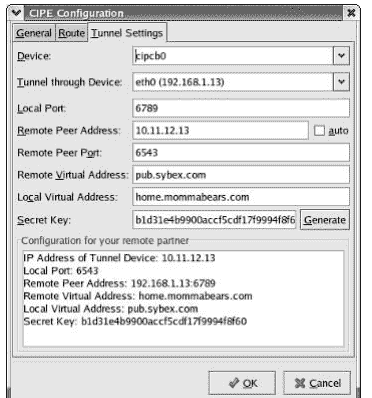 CIPE Configuration
General Route Tunnel Settings
Device: cipcb0
Tunnel through Device: eth0 (192.168.1.13)
Local Port: 6789
Remote Peer Address: 10.11.12.13 auto
Remote Peer Port: 6543
Remote Virtual Address: pub.sybex.com
Local Virtual Address: home.mommabears.com
Secret Key: b1d31e4b9900accf5cdf17f9994f8f6 Generate
Configuration for your remote partner
IP Address of Tunnel Device: 10.11.12.13
Local Port: 6543
Remote Peer Address: 192.168.1.13:6789
Remote Virtual Address: home.mommabears.com
Local Virtual Address: pub.sybex.com
Secret Key: b1d31e4b9900accf5cdf17f9994f8f60
OK Cancel